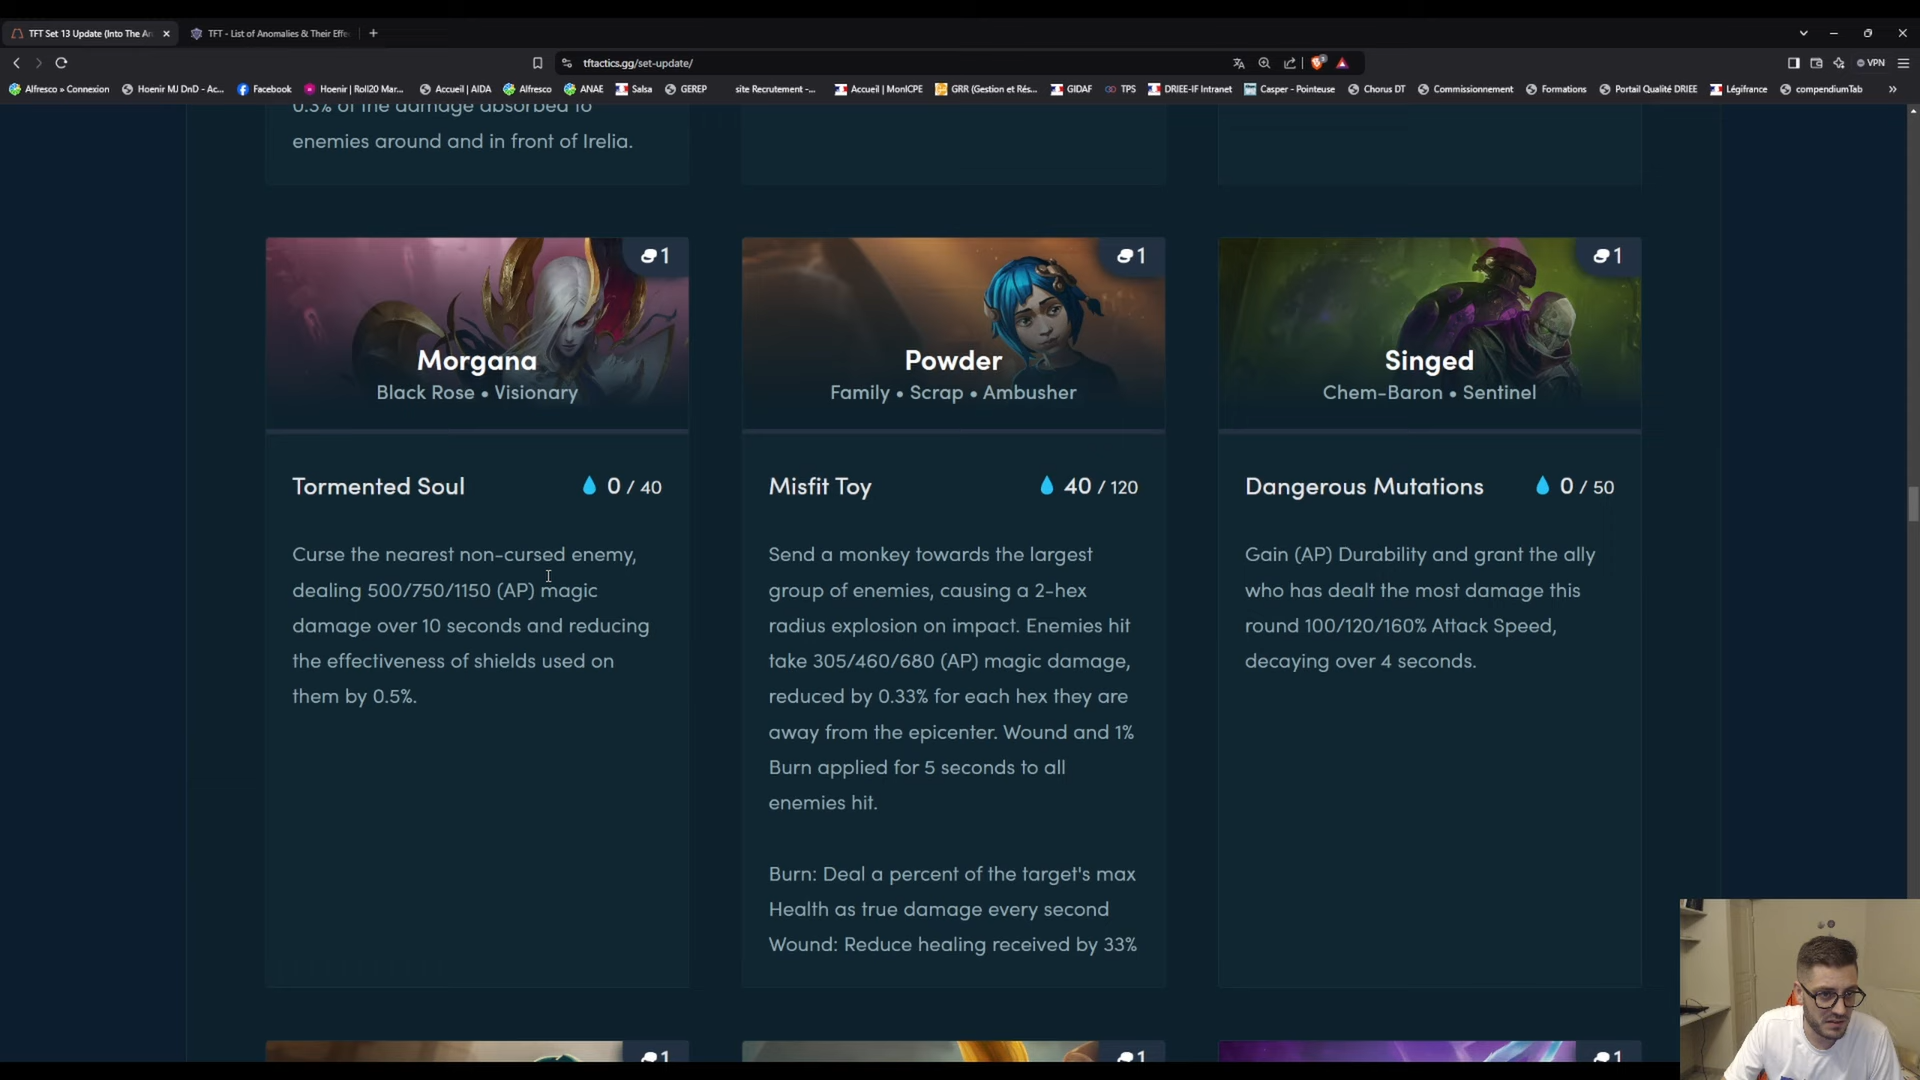 TFT Set 13 Update (Into The Ar
TFT - List of Anomalies & Their Effe
tftactics.gg/set-update/
VPN
Alfresco » Connexion
Hoenir MJ DnD - Ac...
Facebook
Hoenir | Roll20 Mar...
Accueil | AIDA
Alfresco
ANAE
Salsa
GEREP
site Recrutement -...
Accueil | MonICPE
GRR (Gestion et Rés...
GIDAF
TPS
DRIEE-IF Intranet
Casper - Pointeuse
Chorus DT
Commissionnement
Formations
Portail Qualité DRIEE
Légifrance
compendiumTab
0.3% of the damage absorbed to
enemies around and in front of Irelia.
1
Morgana
Black Rose • Visionary
Tormented Soul
0 / 40
Curse the nearest non-cursed enemy,
dealing 500/750/1150 (AP) magic
damage over 10 seconds and reducing
the effectiveness of shields used on
them by 0.5%.
1
Powder
Family • Scrap • Ambusher
Misfit Toy
40 / 120
Send a monkey towards the largest
group of enemies, causing a 2-hex
radius explosion on impact. Enemies hit
take 305/460/680 (AP) magic damage,
reduced by 0.33% for each hex they are
away from the epicenter. Wound and 1%
Burn applied for 5 seconds to all
enemies hit.
Burn: Deal a percent of the target's max
Health as true damage every second
Wound: Reduce healing received by 33%
1
Singed
Chem-Baron • Sentinel
Dangerous Mutations
0 / 50
Gain (AP) Durability and grant the ally
who has dealt the most damage this
round 100/120/160% Attack Speed,
decaying over 4 seconds.
1
1
1